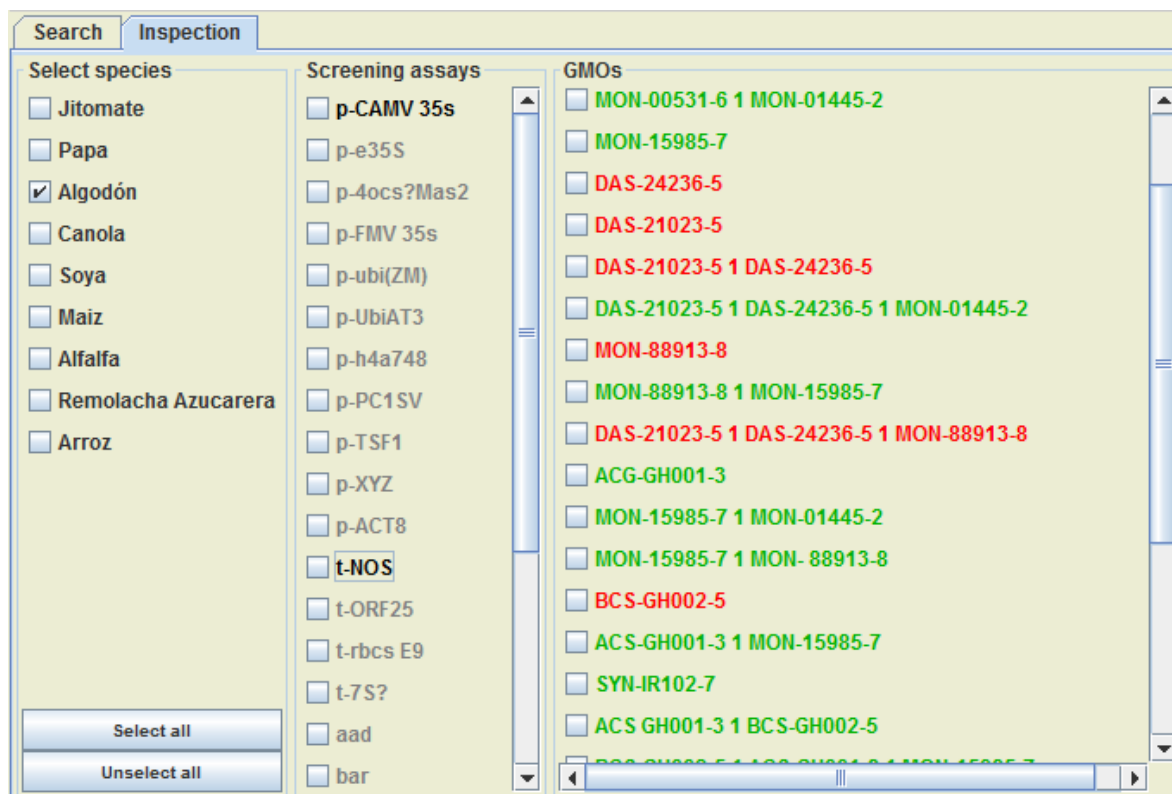 Search
Inspection
Select species
Jitomate
Papa
Algodón
Canola
Soya
Maiz
Alfalfa
Remolacha Azucarera
Arroz
Select all
Unselect all
Screening assays
p-CAMV 35s
p-e35S
p-4ocs?Mas2
p-FMV 35s
p-ubi(ZM)
p-UbiAT3
p-h4a748
p-PC1SV
p-TSF1
p-XYZ
p-ACT8
t-NOS
t-ORF25
t-rbcs E9
t-7S?
aad
bar
GMOs
MON-00531-6 1 MON-01445-2
MON-15985-7
DAS-24236-5
DAS-21023-5
DAS-21023-5 1 DAS-24236-5
DAS-21023-5 1 DAS-24236-5 1 MON-01445-2
MON-88913-8
MON-88913-8 1 MON-15985-7
DAS-21023-5 1 DAS-24236-5 1 MON-88913-8
ACG-GH001-3
MON-15985-7 1 MON-01445-2
MON-15985-7 1 MON- 88913-8
BCS-GH002-5
ACS-GH001-3 1 MON-15985-7
SYN-IR102-7
ACS GH001-3 1 BCS-GH002-5